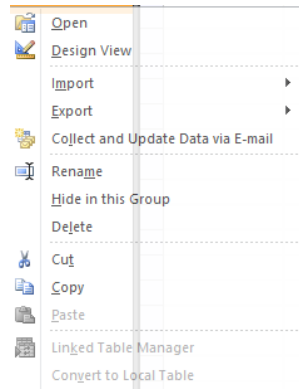 Open
Design View
Import
Export
Collect and Update Data via E-mail
Rename
Hide in this Group
Delete
Cut
Copy
Paste
Linked Table Manager
Convert to Local Table